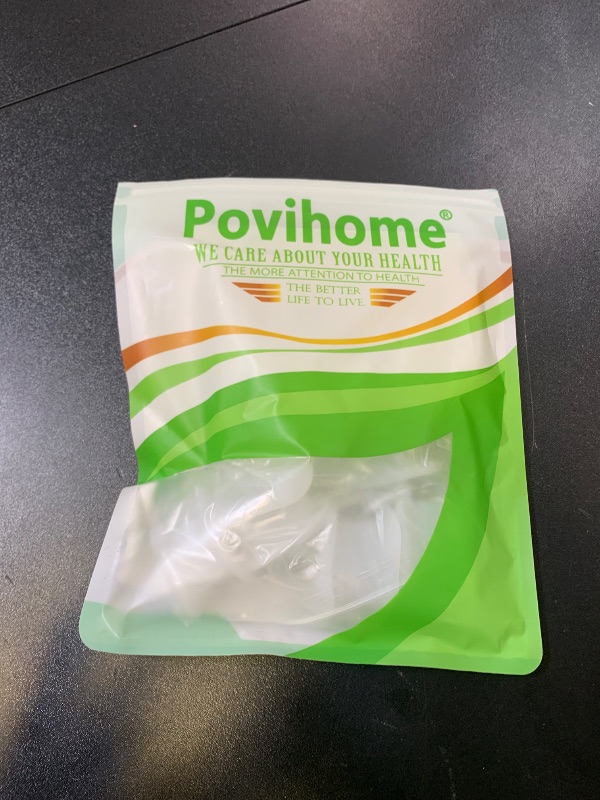 Povihome®
WE CARE ABOUT YOUR HEALTH
THE MORE ATTENTION TO HEALTH
THE BETTER
LIFE TO LIVE